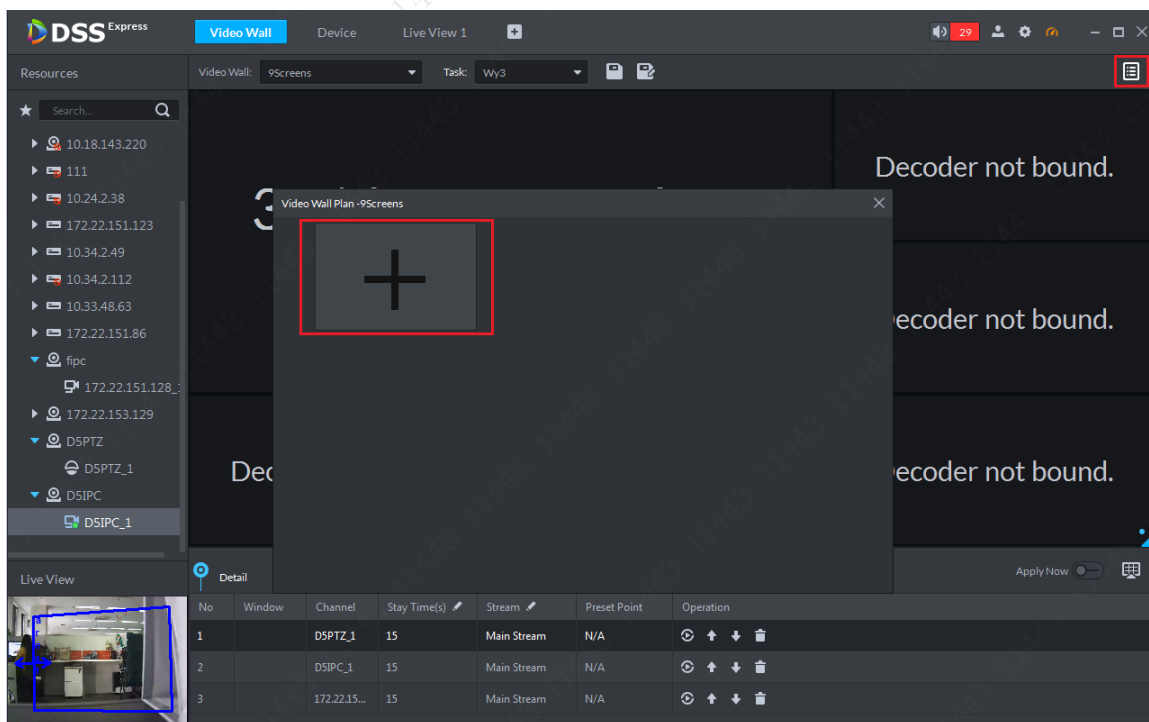 DSS Express
Video Wall
Device
Live View 1
29
Resources
Video Wall: 9Screens
Task: Wy3
Search...
10.18.143.220
111
10.24.2.38
172.22.151.123
10.34.2.49
10.34.2.112
10.33.48.63
172.22.151.86
fipc
172.22.151.128_
172.22.153.129
D5PTZ
D5PTZ_1
D5IPC
D5IPC_1
Decoder not bound.
3
Video Wall Plan -9Screens
ecoder not bound.
Dec
ecoder not bound.
Live View
Detail
Apply Now
No Window Channel Stay Time(s) Stream Preset Point Operation
1 D5PTZ_1 15 Main Stream N/A
2 D5IPC_1 15 Main Stream N/A
3 172.22.15... 15 Main Stream N/A
11443 11443